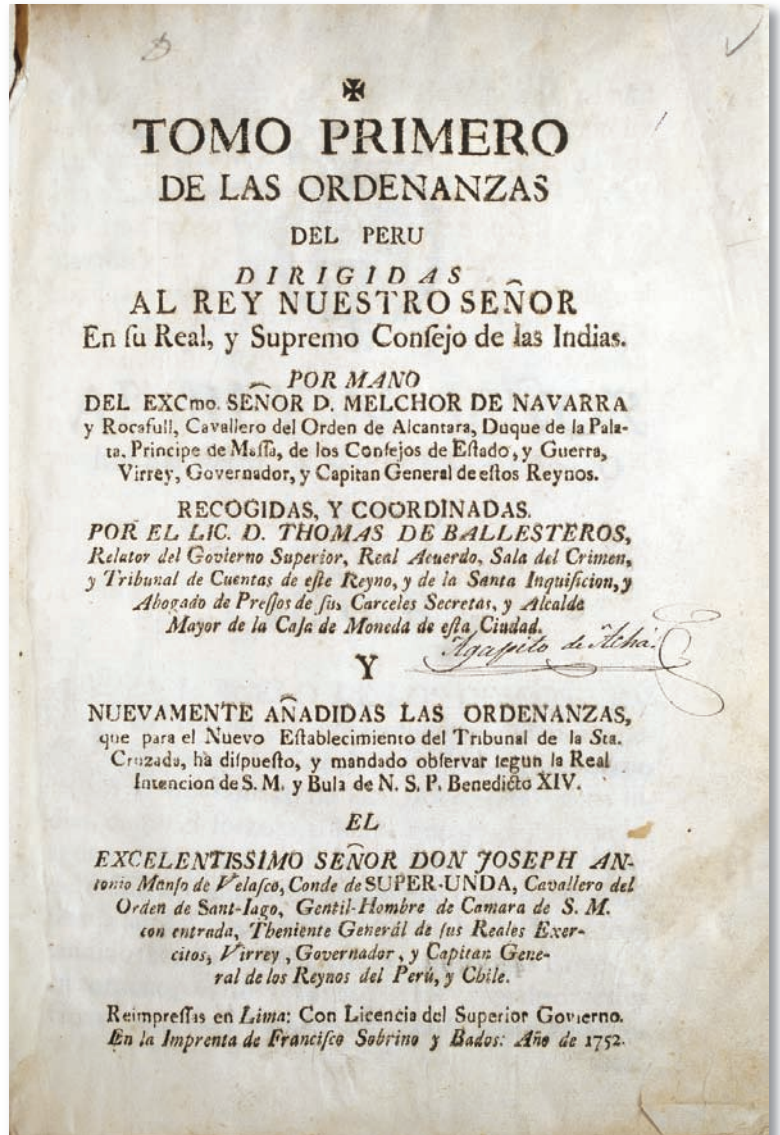 ✠
TOMO PRIMERO
DE LAS ORDENANZAS
DEL PERU
DIRIGIDAS
AL REY NUESTRO SEÑOR
En ſu Real, y Supremo Conſejo de las Indias.
POR MANO
DEL EXCmo. SEÑOR D. MELCHOR DE NAVARRA
y Rocafull, Cavallero del Orden de Alcantara, Duque de la Pala-
ta, Principe de Maſſa, de los Conſejos de Eſtado, y Guerra,
Virrey, Governador, y Capitan General de eſtos Reynos.
RECOGIDAS, Y COORDINADAS.
POR EL LIC. D. THOMAS DE BALLESTEROS,
Relator del Govierno Superior, Real Acuerdo, Sala del Crimen,
y Tribunal de Cuentas de eſte Reyno, y de la Santa Inquiſicion, y
Abogado de Preſſos de ſus Carceles Secretas, y Alcalde
Mayor de la Caſa de Moneda de eſta Ciudad.
Agapito de Achá
Y
NUEVAMENTE AÑADIDAS LAS ORDENANZAS,
que para el Nuevo Eſtablecimiento del Tribunal de la Sta.
Cruzada, ha diſpueſto, y mandado obſervar ſegun la Real
Intencion de S. M. y Bula de N. S. P. Benedicto XIV.
EL
EXCELENTISSIMO SEÑOR DON JOSEPH AN-
tonio Manſo de Velaſco, Conde de SUPER-UNDA, Cavallero del
Orden de Sant-Iago, Gentil-Hombre de Camara de S. M.
con entrada, Theniente Generál de ſus Reales Exer-
citos, Virrey, Governador, y Capitan Gene-
ral de los Reynos del Perú, y Chile.
Reimpreſſas en Lima: Con Licencia del Superior Govierno.
En la Imprenta de Franciſco Sobrino y Bados: Año de 1752.